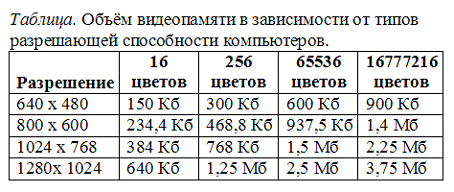 Таблица. Объём видеопамяти в зависимости от типов
разрешающей способности компьютеров.
Разрешение 16 цветов 256 цветов 65536 цветов 16777216 цветов
640 x 480 150 Кб 300 Кб 600 Кб 900 Кб
800 x 600 234,4 Кб 468,8 Кб 937,5 Кб 1,4 Мб
1024 x 768 384 Кб 768 Кб 1,5 Мб 2,25 Мб
1280x 1024 640 Кб 1,25 Мб 2,5 Мб 3,75 Мб